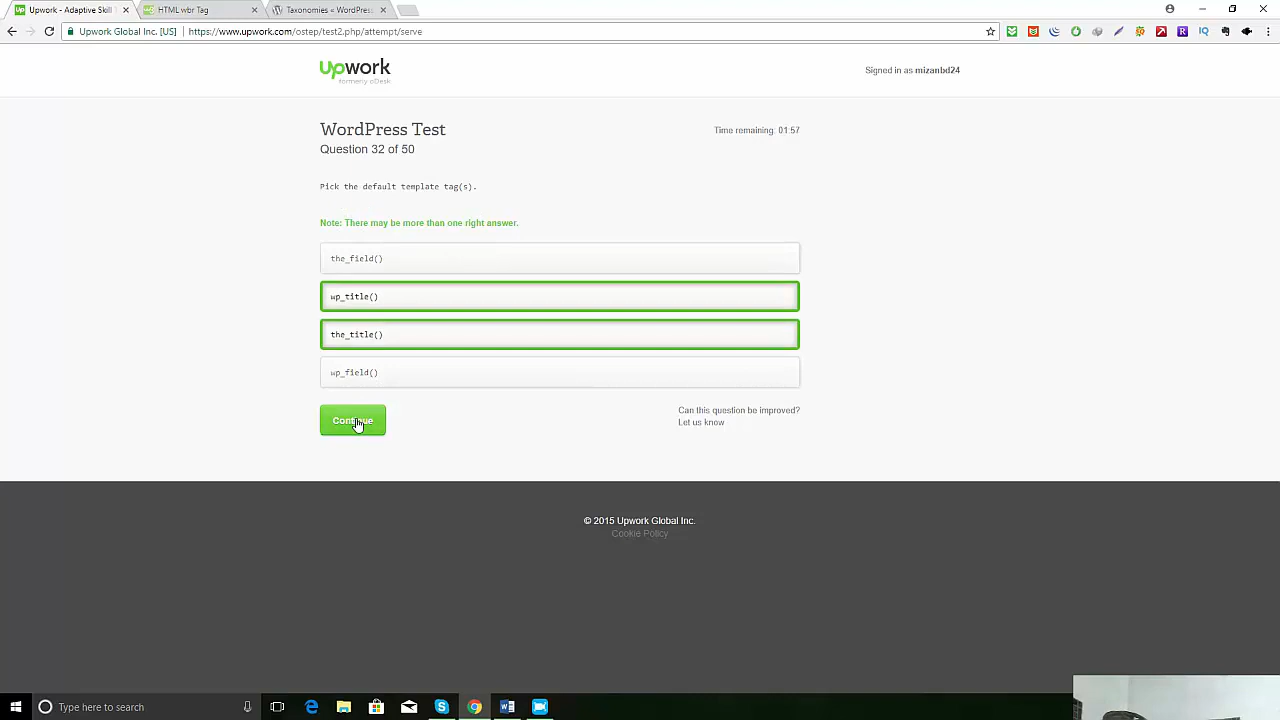 Upwork - Adaptive Skill T
HTML wbr Tag
Taxonomies « WordPress
Upwork Global Inc. [US]
https://www.upwork.com/ostep/test2.php/attempt/serve
upwork
formerly oDesk
Signed in as mizanbd24
WordPress Test
Time remaining: 01:57
Question 32 of 50
Pick the default template tag(s).
Note: There may be more than one right answer.
the_field()
wp_title()
the_title()
wp_field()
Continue
Can this question be improved?
Let us know
© 2015 Upwork Global Inc.
Cookie Policy
Type here to search